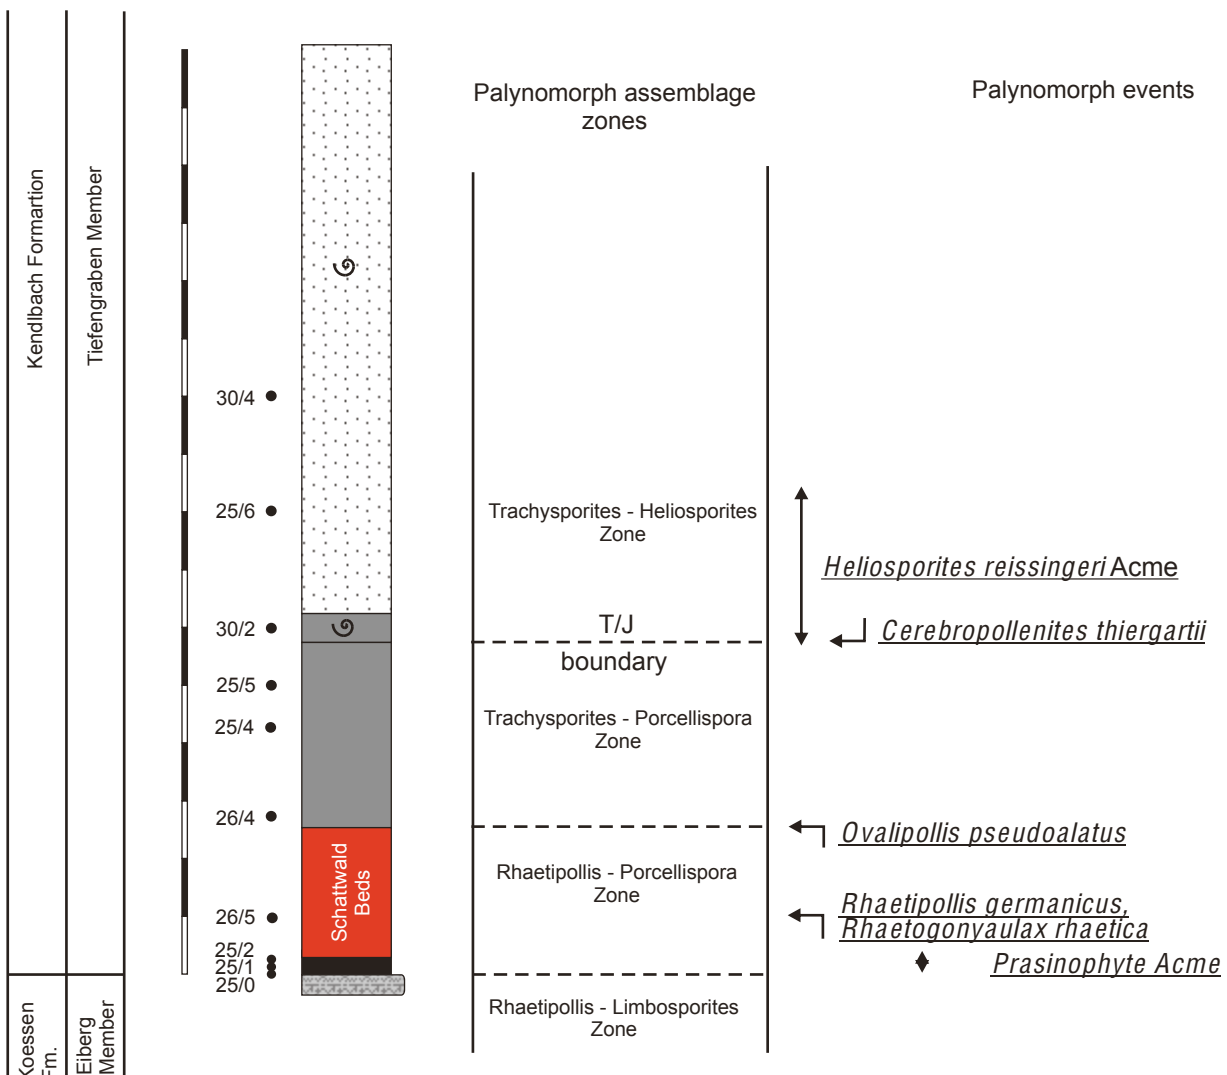 Palynomorph assemblage
zones
Palynomorph events
Kendlbach Formartion
Tiefengraben Member
30/4
25/6
30/2
25/5
25/4
26/4
26/5
25/2
25/1
25/0
Schattwald
Beds
Trachysporites - Heliosporites
Zone
T/J
boundary
Trachysporites - Porcellispora
Zone
Rhaetipollis - Porcellispora
Zone
Rhaetipollis - Limbosporites
Zone
Heliosporites reissingeri Acme
Cerebropollenites thiergartii
Ovalipollis pseudoalatus
Rhaetipollis germanicus,
Rhaetogonyaulax rhaetica
Prasinophyte Acme
Koessen
Fm.
Eiberg
Member